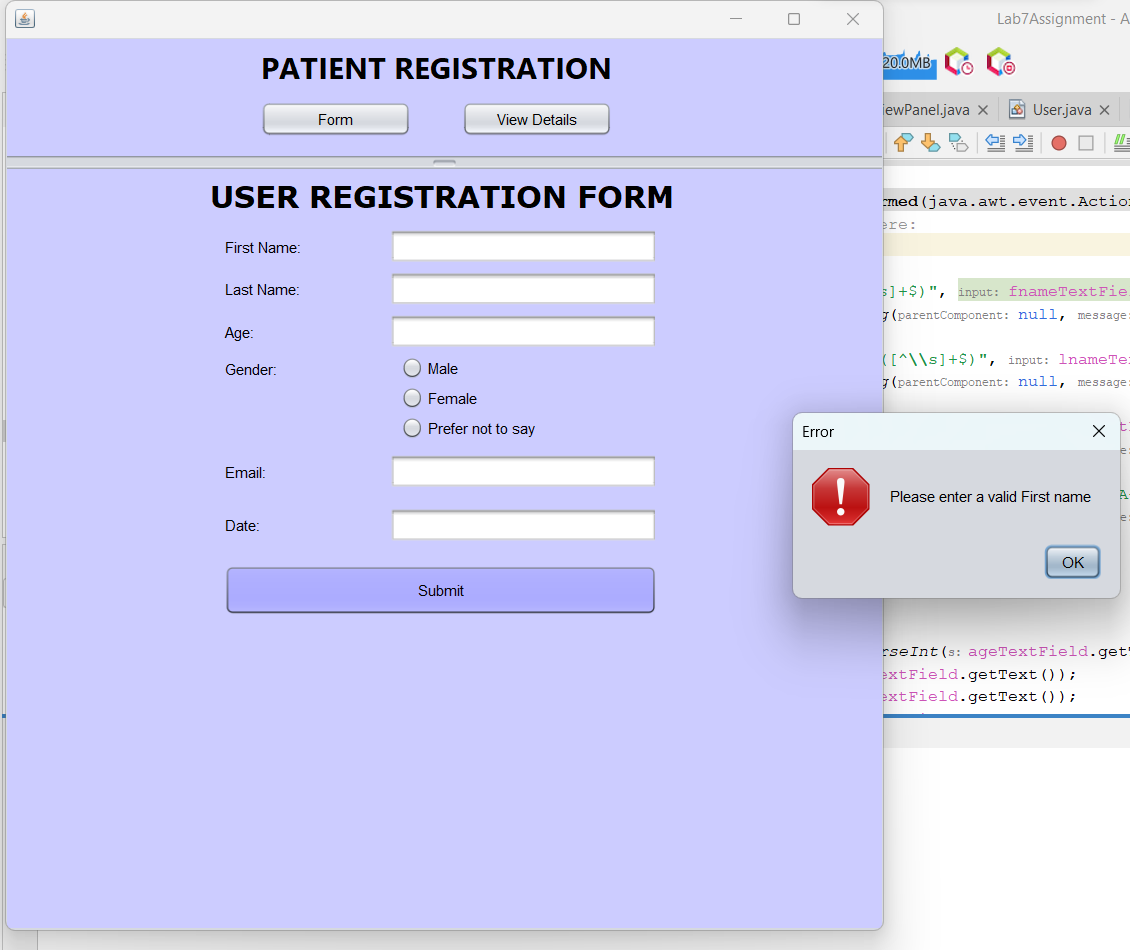 Lab7Assignment - A
20.0MB
iewPanel.java
User.java
PATIENT REGISTRATION
Form
View Details
USER REGISTRATION FORM
First Name:
Last Name:
Age:
Gender:
Male
Female
Prefer not to say
Email:
Date:
Submit
rmed(java.awt.event.Action
ere:
s]+$)", input: fnameTextFie
g(parentComponent: null, message:
([^\\s]+$)", input: lnameTe
g(parentComponent: null, message:
Error
Please enter a valid First name
OK
rseInt(s: ageTextField.get
extField.getText());
extField.getText());